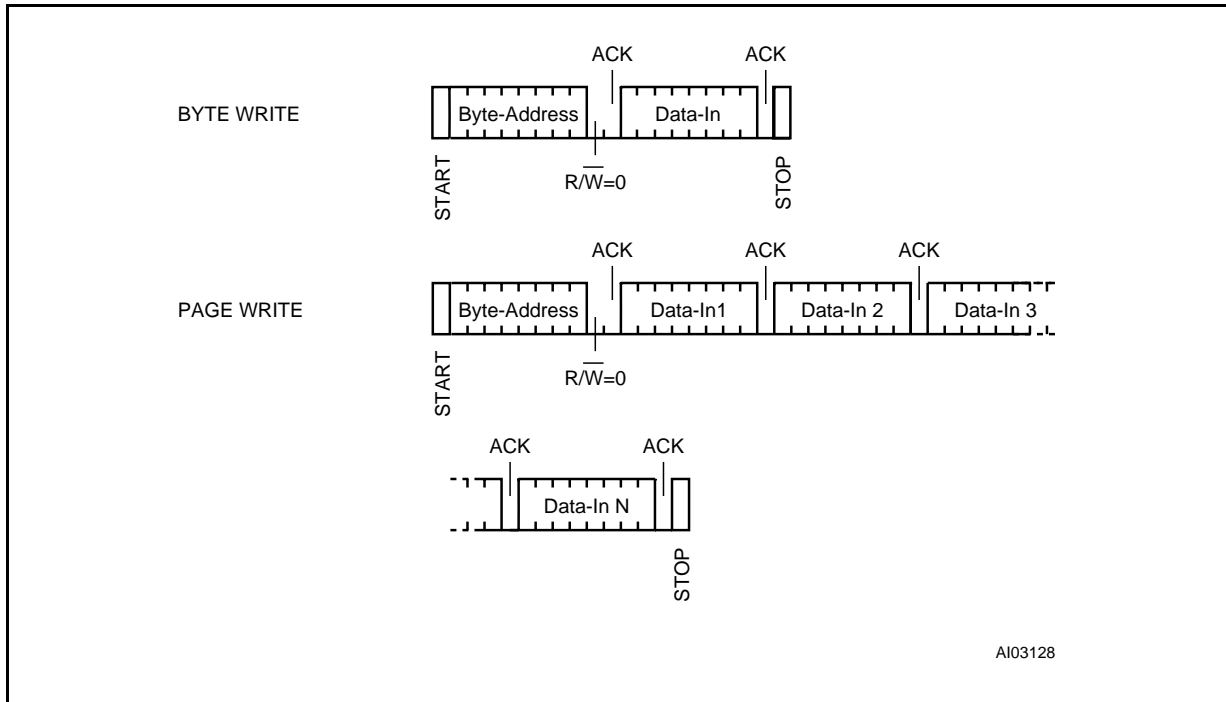 ACK ACK
BYTE WRITE Byte-Address Data-In
START R/W̅=0 STOP
ACK ACK ACK
PAGE WRITE Byte-Address Data-In1 Data-In 2 Data-In 3
START R/W̅=0
ACK ACK
Data-In N
STOP
AI03128